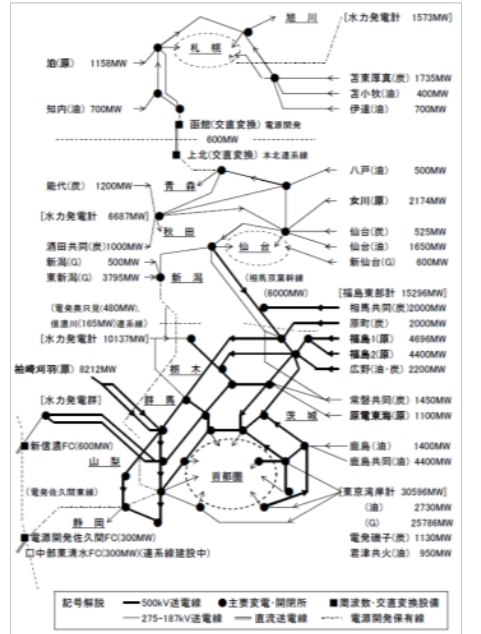 旭川 [水力発電計 1573MW]
札幌
泊(原) 1158MW
苫東厚真(炭) 1735MW
苫小牧(油) 400MW
知内(油) 700MW
伊達(油) 700MW
函館(交直変換) 電源開発
600MW
上北(交直変換) 本北連系線
八戸(油) 500MW
能代(炭) 1200MW
青森
女川(原) 2174MW
[水力発電計 6687MW]
秋田
仙台(炭) 525MW
酒田共同(炭)1000MW
仙台
仙台(油) 1650MW
新潟(G) 500MW
新仙台(G) 600MW
東新潟(G) 3795MW
新潟
(相馬双葉幹線
(6000MW)
[福島東部計 15296MW]
(電発奥只見(480MW),
信濃川(165MW)連系線)
相馬共同(炭)2000MW
原町(炭) 2000MW
[水力発電計 10137MW]
福島1(原) 4696MW
福島2(原) 4400MW
柏崎刈羽(原) 8212MW
栃木
広野(油・炭) 2200MW
[水力発電群]
群馬
常磐共同(炭) 1450MW
茨城
原電東海(原) 1100MW
■新信濃FC(600MW)
鹿島(油) 1400MW
山梨
鹿島共同(油) 4400MW
首都圏
(電発佐久間東線)
[東京湾岸計 30596MW]
(油) 2730MW
静岡
(G) 25786MW
■電源開発佐久間FC(300MW)
電発磯子(炭) 1130MW
□中部東清水FC(300MW)(連系線建設中)
君津共火(油) 950MW
記号解説 500kV送電線 ●主要変電・開閉所 ■周波数・交直変換設備
275-187kV送電線 直流送電線 電源開発保有線